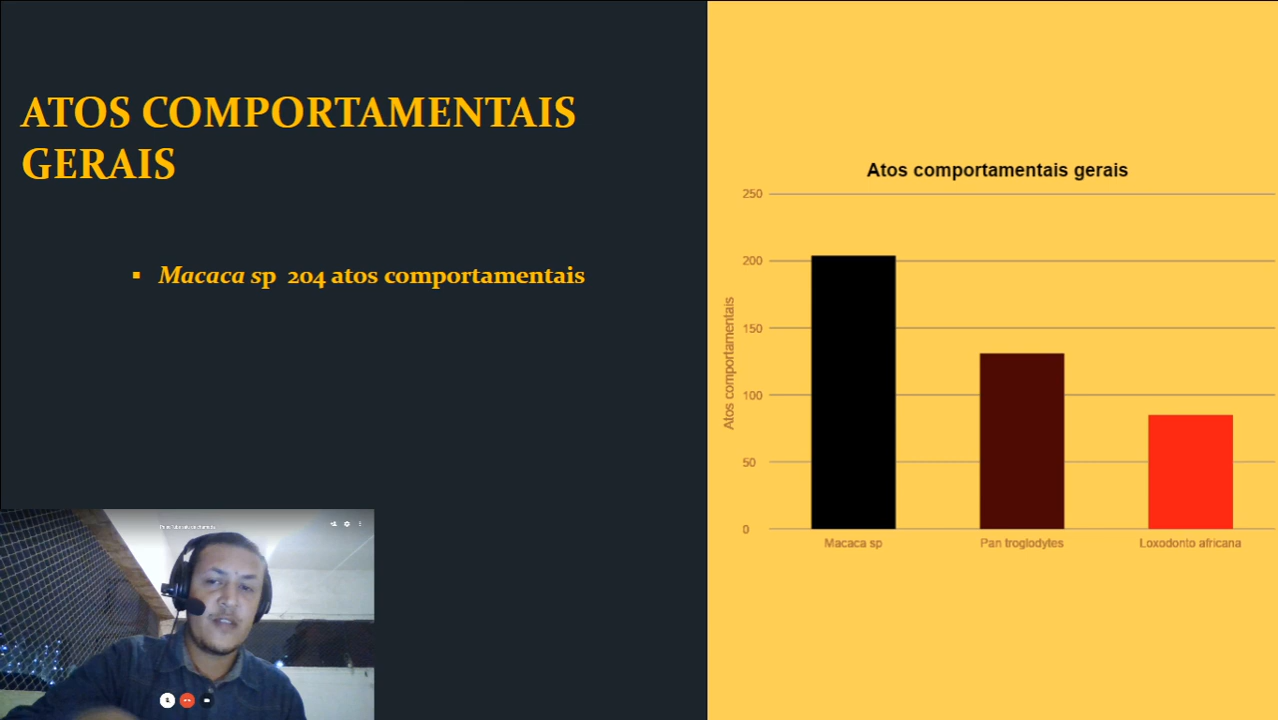 ATOS COMPORTAMENTAIS
GERAIS
▪ Macaca sp 204 atos comportamentais
Atos comportamentais gerais
250
200
150
100
50
0
Atos comportamentais
Macaca sp
Pan troglodytes
Loxodonto africana